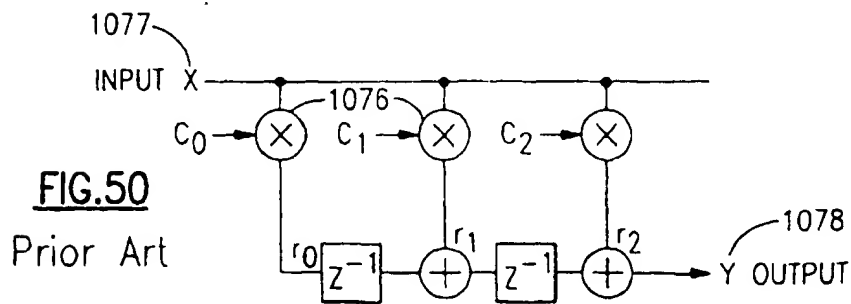 1077
INPUT X
1076
C0
×
C1
×
C2
×
FIG.50
Prior Art
r0
Z-1
r1
+
Z-1
r2
+
1078
Y OUTPUT